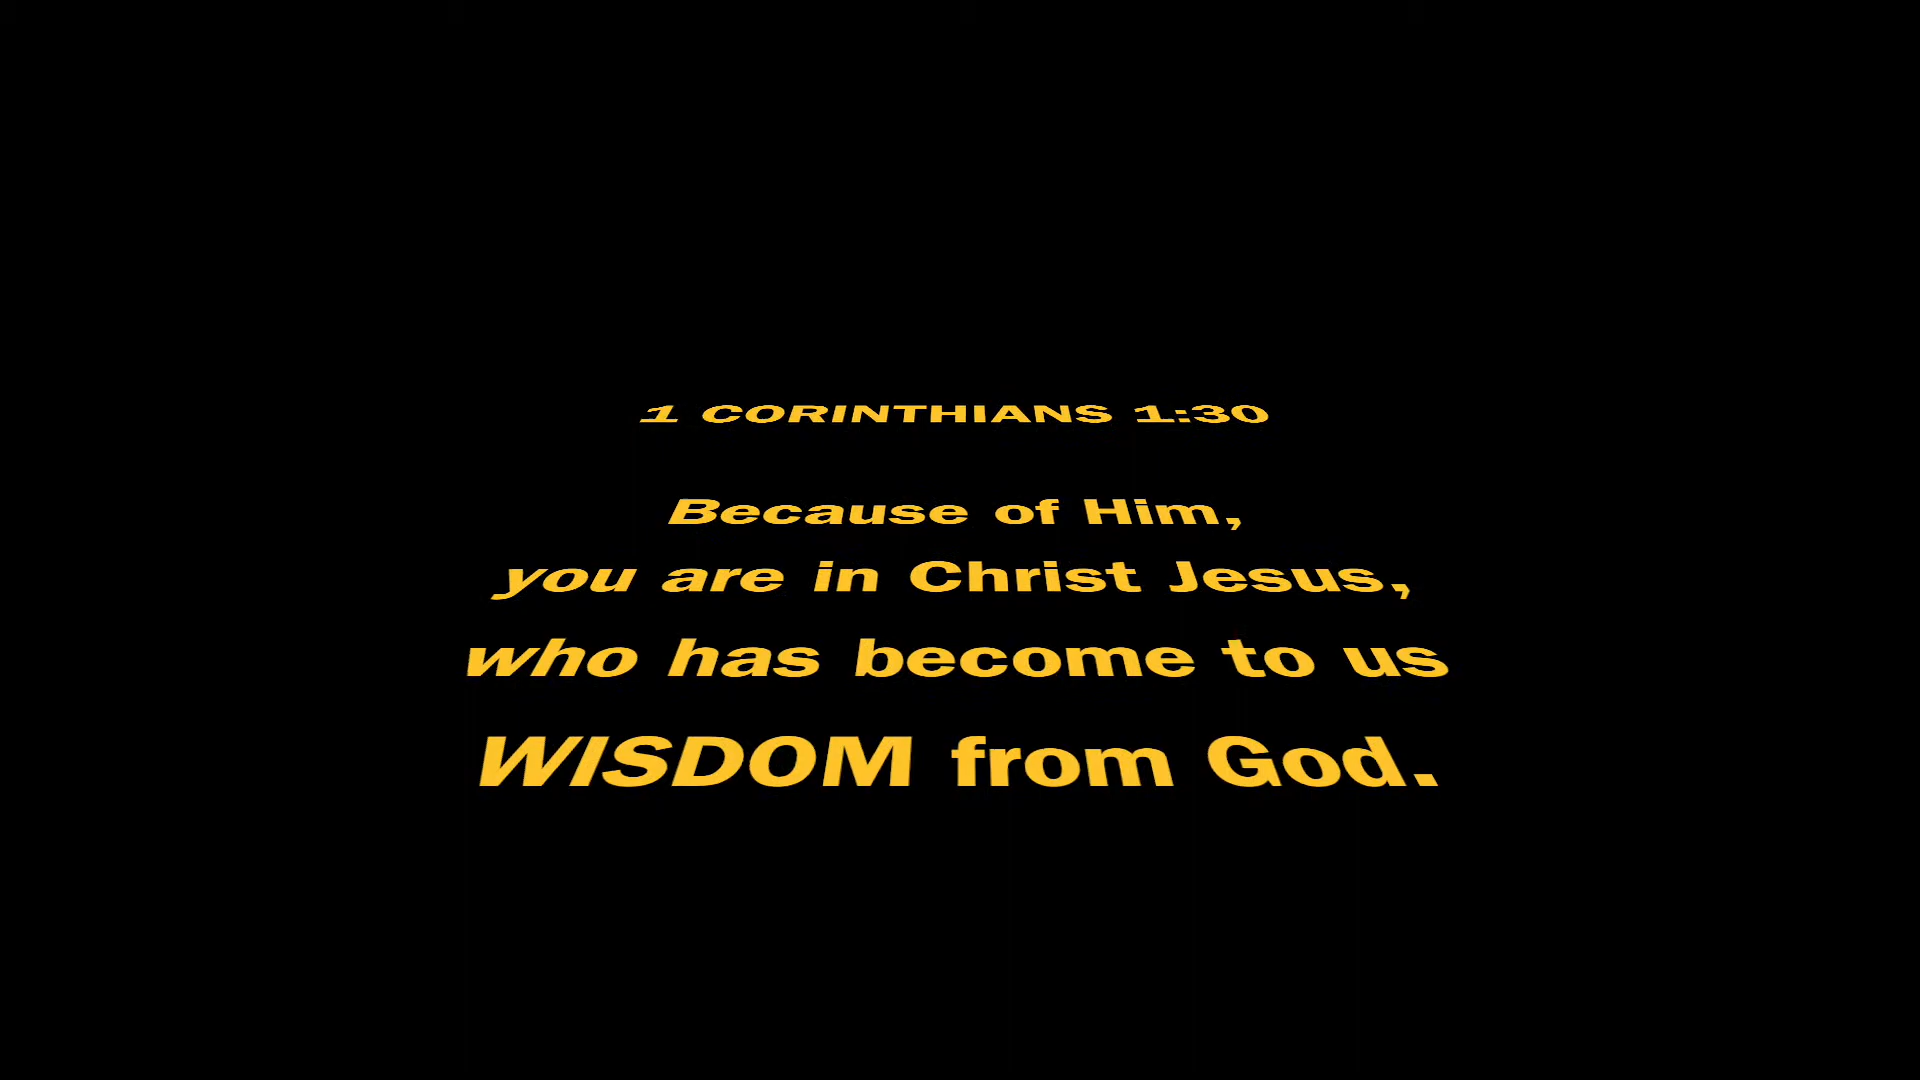 1 CORINTHIANS 1:30
Because of Him,
you are in Christ Jesus,
who has become to us
WISDOM from God.